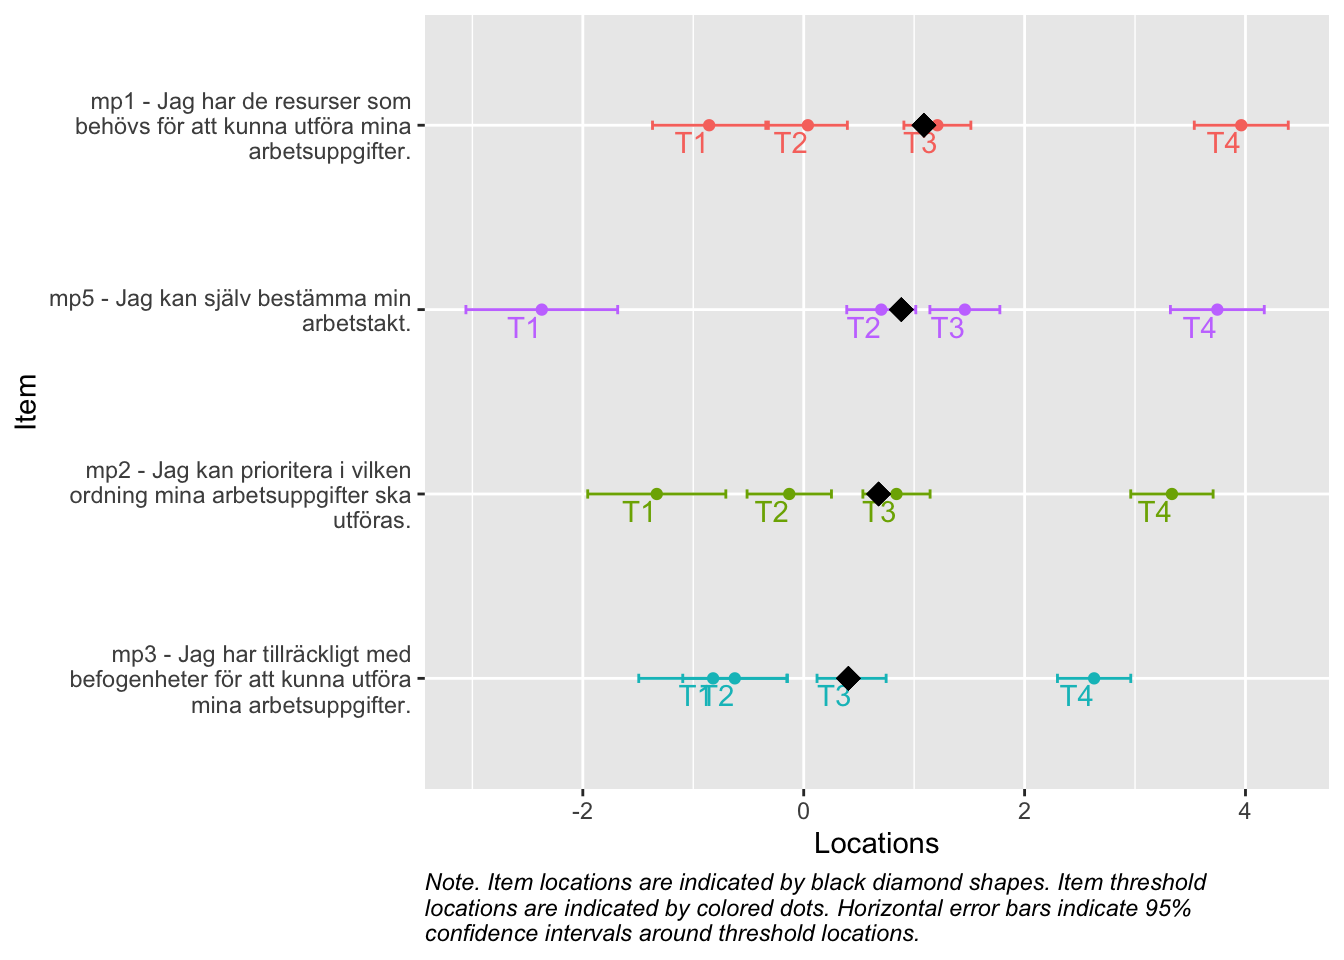 mp1 - Jag har de resurser som
behövs för att kunna utföra mina
arbetsuppgifter.
T1 T2 T3 T4
mp5 - Jag kan själv bestämma min
arbetstakt.
T1 T2 T3 T4
mp2 - Jag kan prioritera i vilken
ordning mina arbetsuppgifter ska
utföras.
T1 T2 T3 T4
mp3 - Jag har tillräckligt med
befogenheter för att kunna utföra
mina arbetsuppgifter.
T1 T2 T3 T4
Item
-2 0 2 4
Locations
Note. Item locations are indicated by black diamond shapes. Item threshold
locations are indicated by colored dots. Horizontal error bars indicate 95%
confidence intervals around threshold locations.